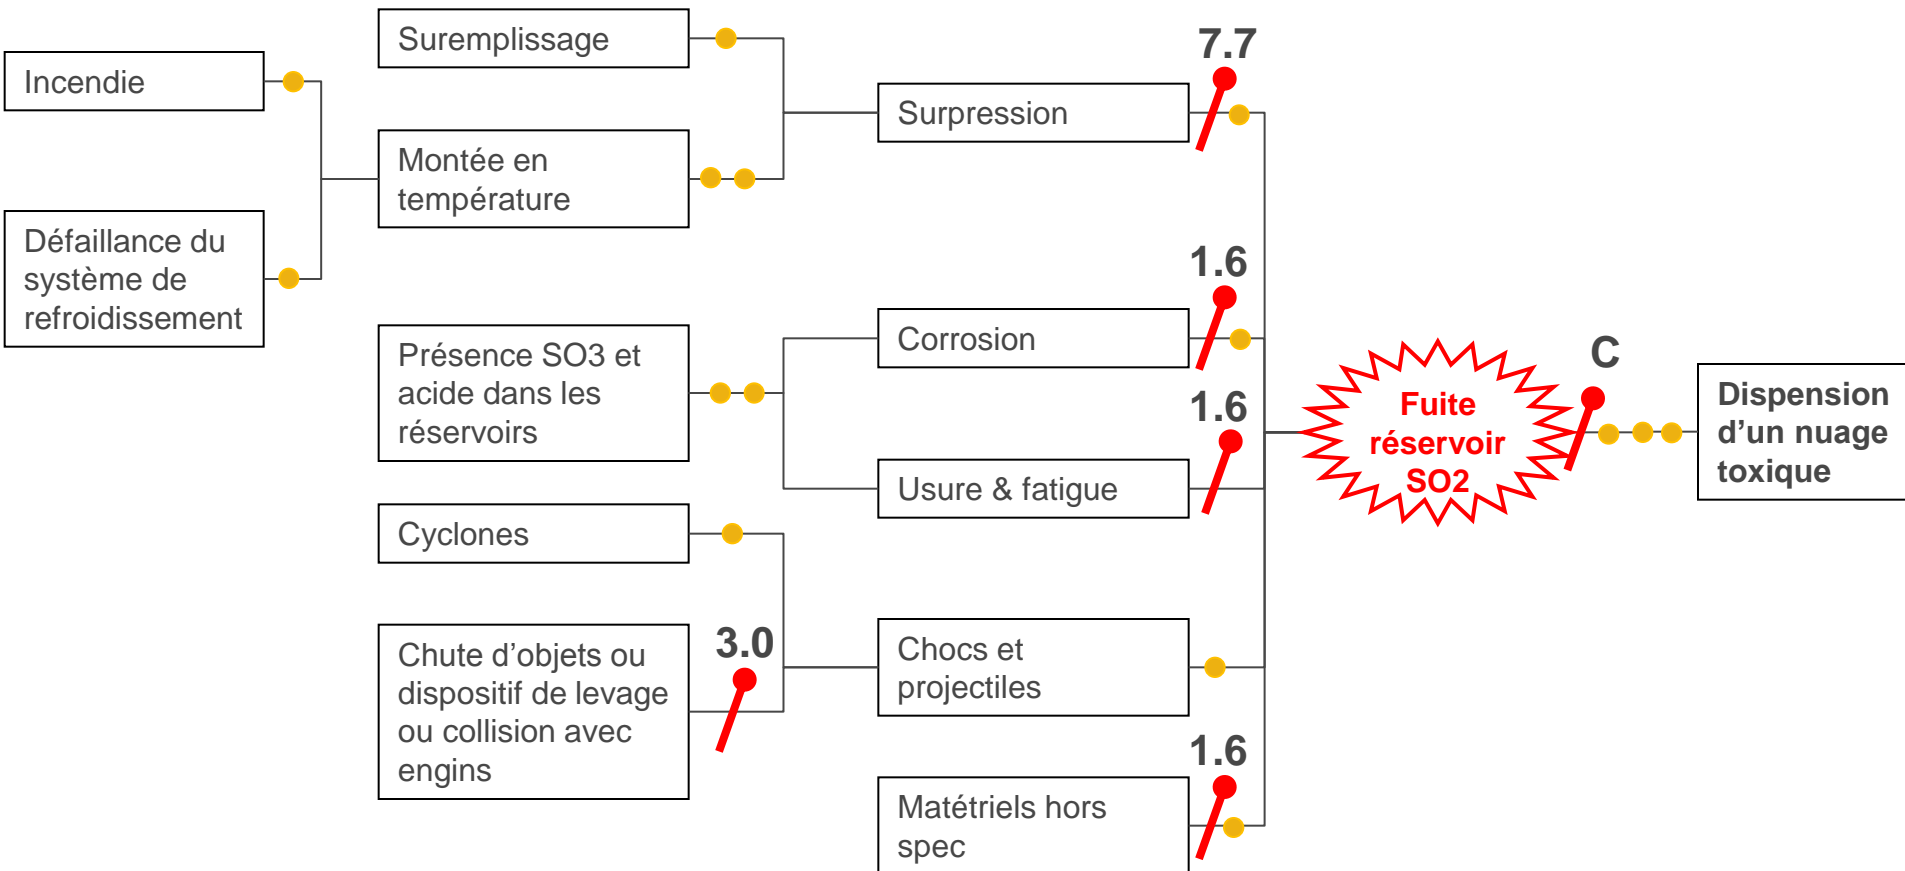 Incendie
Défaillance du
système de
refroidissement
Suremplissage
Montée en
température
Présence SO3 et
acide dans les
réservoirs
Cyclones
Chute d’objets ou
dispositif de levage
ou collision avec
engins
3.0
Surpression
7.7
Corrosion
1.6
Usure & fatigue
1.6
Chocs et
projectiles
Matétriels hors
spec
1.6
Fuite
réservoir
SO2
C
Dispension
d’un nuage
toxique